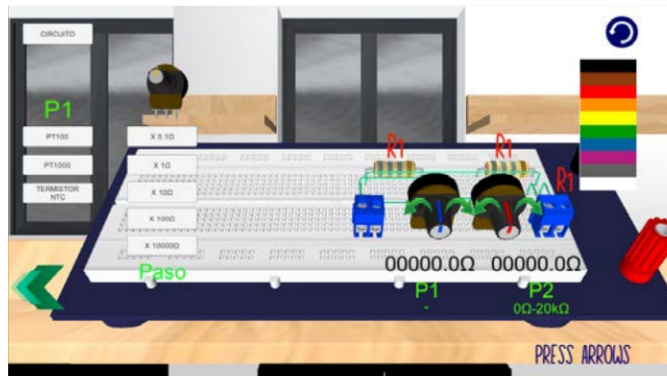 CIRCUITO
P1
PT100
PT1000
TERMISTOR
NTC
X 0.1Ω
X 1Ω
X 10Ω
X 100Ω
X 10000Ω
Paso
R1
R1
R1
00000.0Ω
00000.0Ω
P1
-
P2
0Ω-20kΩ
PRESS ARROWS